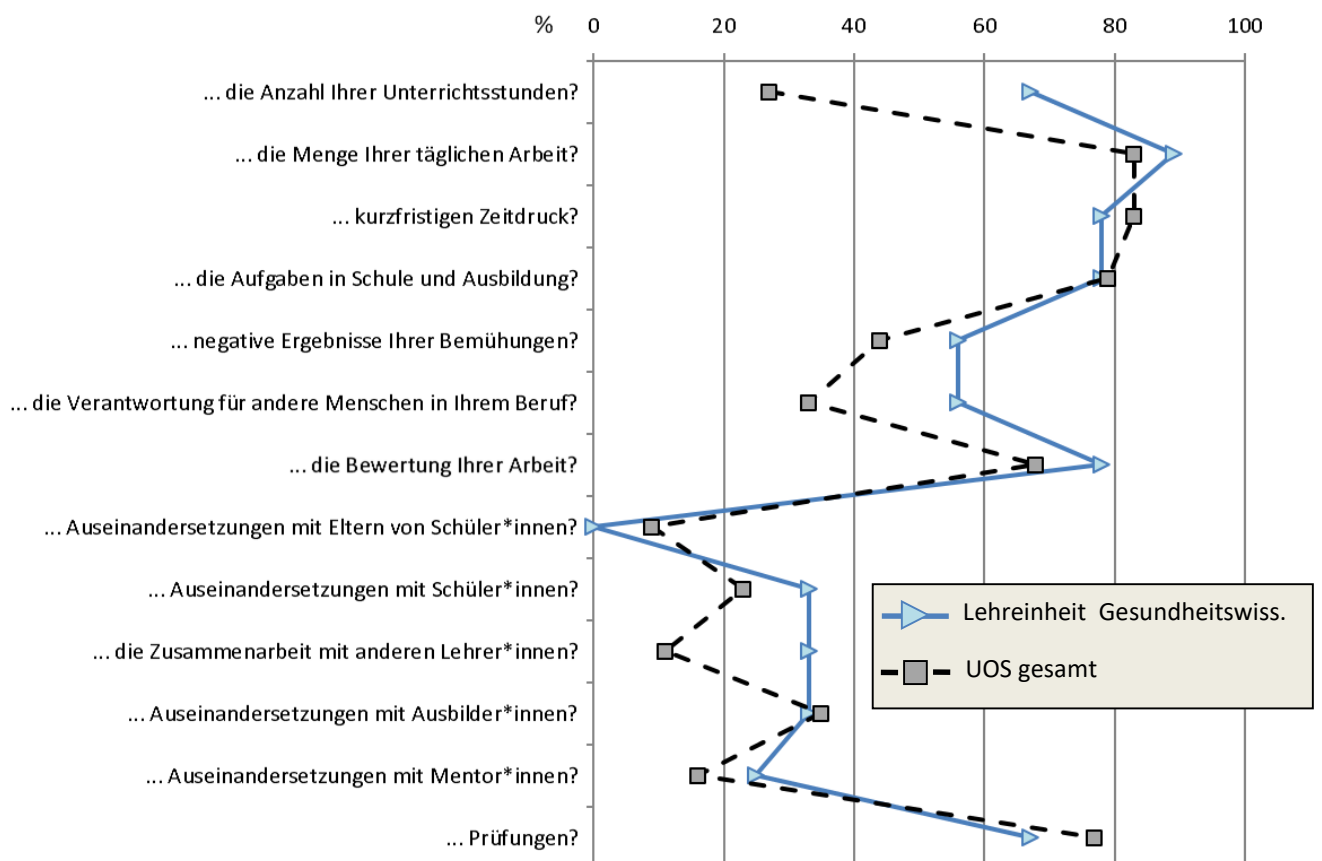 % 0 20 40 60 80 100
... die Anzahl Ihrer Unterrichtsstunden?
... die Menge Ihrer täglichen Arbeit?
... kurzfristigen Zeitdruck?
... die Aufgaben in Schule und Ausbildung?
... negative Ergebnisse Ihrer Bemühungen?
... die Verantwortung für andere Menschen in Ihrem Beruf?
... die Bewertung Ihrer Arbeit?
... Auseinandersetzungen mit Eltern von Schüler*innen?
... Auseinandersetzungen mit Schüler*innen?
... die Zusammenarbeit mit anderen Lehrer*innen?
... Auseinandersetzungen mit Ausbilder*innen?
... Auseinandersetzungen mit Mentor*innen?
... Prüfungen?
Lehreinheit Gesundheitswiss.
UOS gesamt